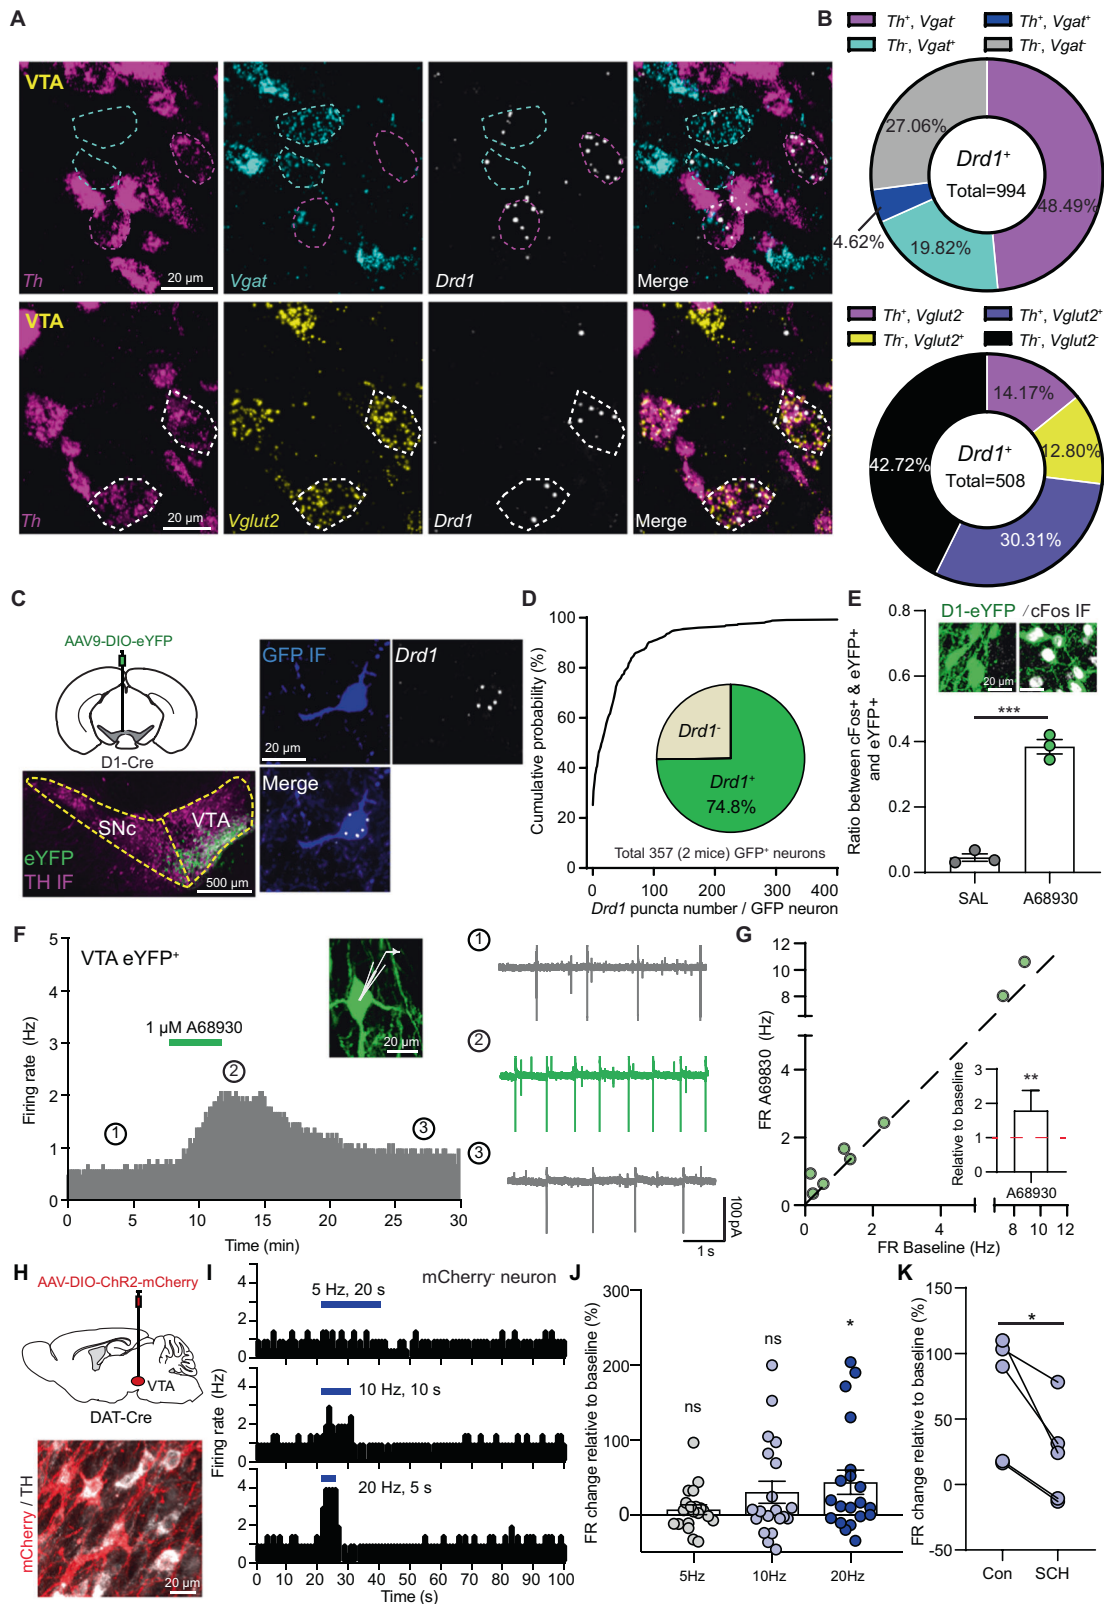 A
VTA
Th
20 µm
Vgat
Drd1
Merge
VTA
Th
20 µm
Vglut2
Drd1
Merge
B
Th+, Vgat-
Th+, Vgat+
Th-, Vgat+
Th-, Vgat-
27.06%
Drd1+
Total=994
48.49%
4.62%
19.82%
Th+, Vglut2-
Th+, Vglut2+
Th-, Vglut2+
Th-, Vglut2-
14.17%
12.80%
42.72%
Drd1+
Total=508
30.31%
C
AAV9-DIO-eYFP
D1-Cre
SNc
VTA
eYFP
TH IF
500 µm
GFP IF
20 µm
Drd1
Merge
D
Cumulative probability (%)
100
80
60
40
20
0
Drd1-
Drd1+
74.8%
Total 357 (2 mice) GFP+ neurons
0 100 200 300 400
Drd1 puncta number / GFP neuron
E
Ratio between cFos+ & eYFP+
and eYFP+
0.8
0.6
0.4
0.2
0.0
D1-eYFP / cFos IF
20 µm
***
SAL
A68930
F
VTA eYFP+
Firing rate (Hz)
5
4
3
2
1
0
1 µM A68930
20 µm
1
2
3
0 5 10 15 20 25 30
Time (min)
1
2
3
100 pA
1 s
G
FR A69830 (Hz)
12
10
8
4
2
0
0 2 4 8 10 12
FR Baseline (Hz)
Relative to baseline
3
2
1
0
**
A68930
H
AAV-DIO-ChR2-mCherry
VTA
DAT-Cre
mCherry / TH
20 µm
I
mCherry- neuron
Firing rate (Hz)
4
2
0
5 Hz, 20 s
4
2
0
10 Hz, 10 s
4
2
0
20 Hz, 5 s
0 10 20 30 40 50 60 70 80 90 100
Time (s)
J
FR change relative to baseline (%)
300
200
100
0
ns
ns
*
5Hz
10Hz
20Hz
K
FR change relative to baseline (%)
150
100
50
0
-50
*
Con
SCH